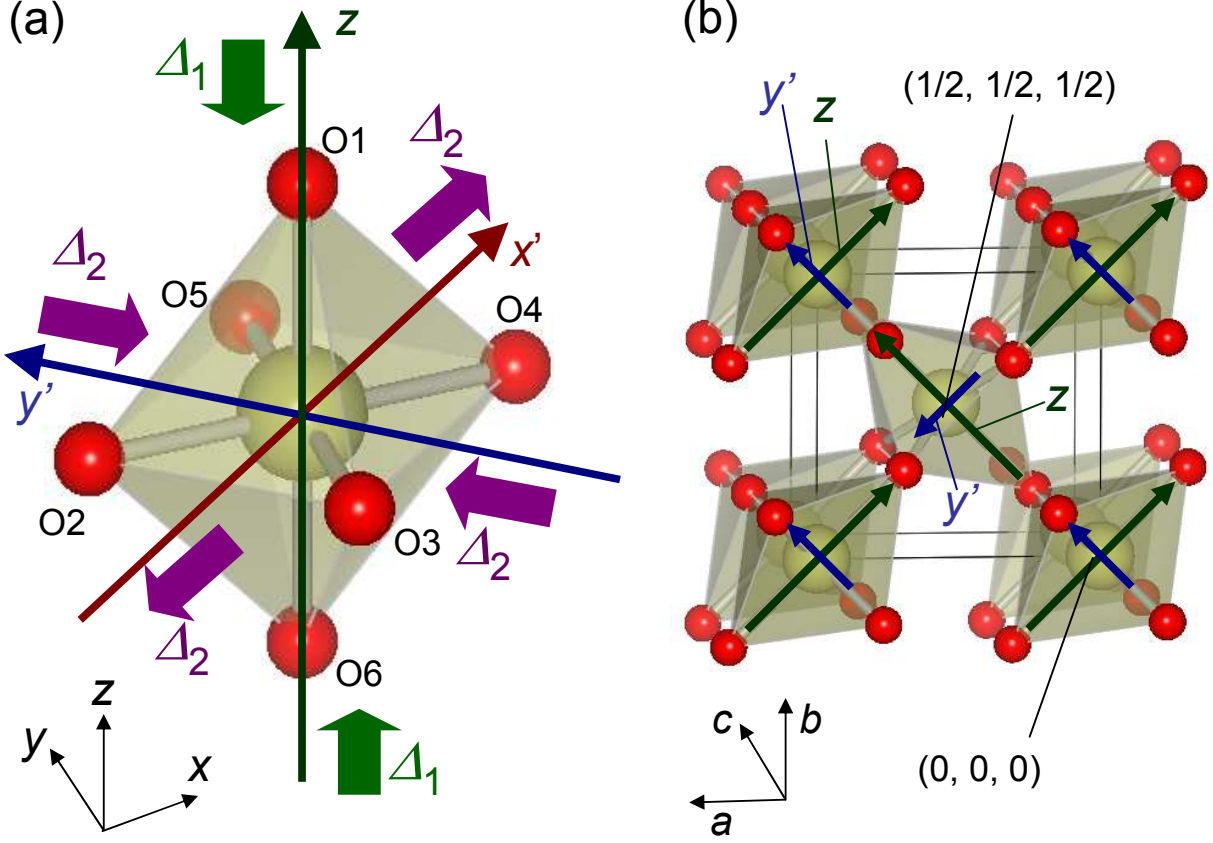 (a)
z
Δ1
O1
Δ2
x'
Δ2
O5
O4
y'
O2
O3
Δ2
Δ2
O6
z
y
x
Δ1
(b)
y'
z
(1/2, 1/2, 1/2)
z
y'
c
b
a
(0, 0, 0)